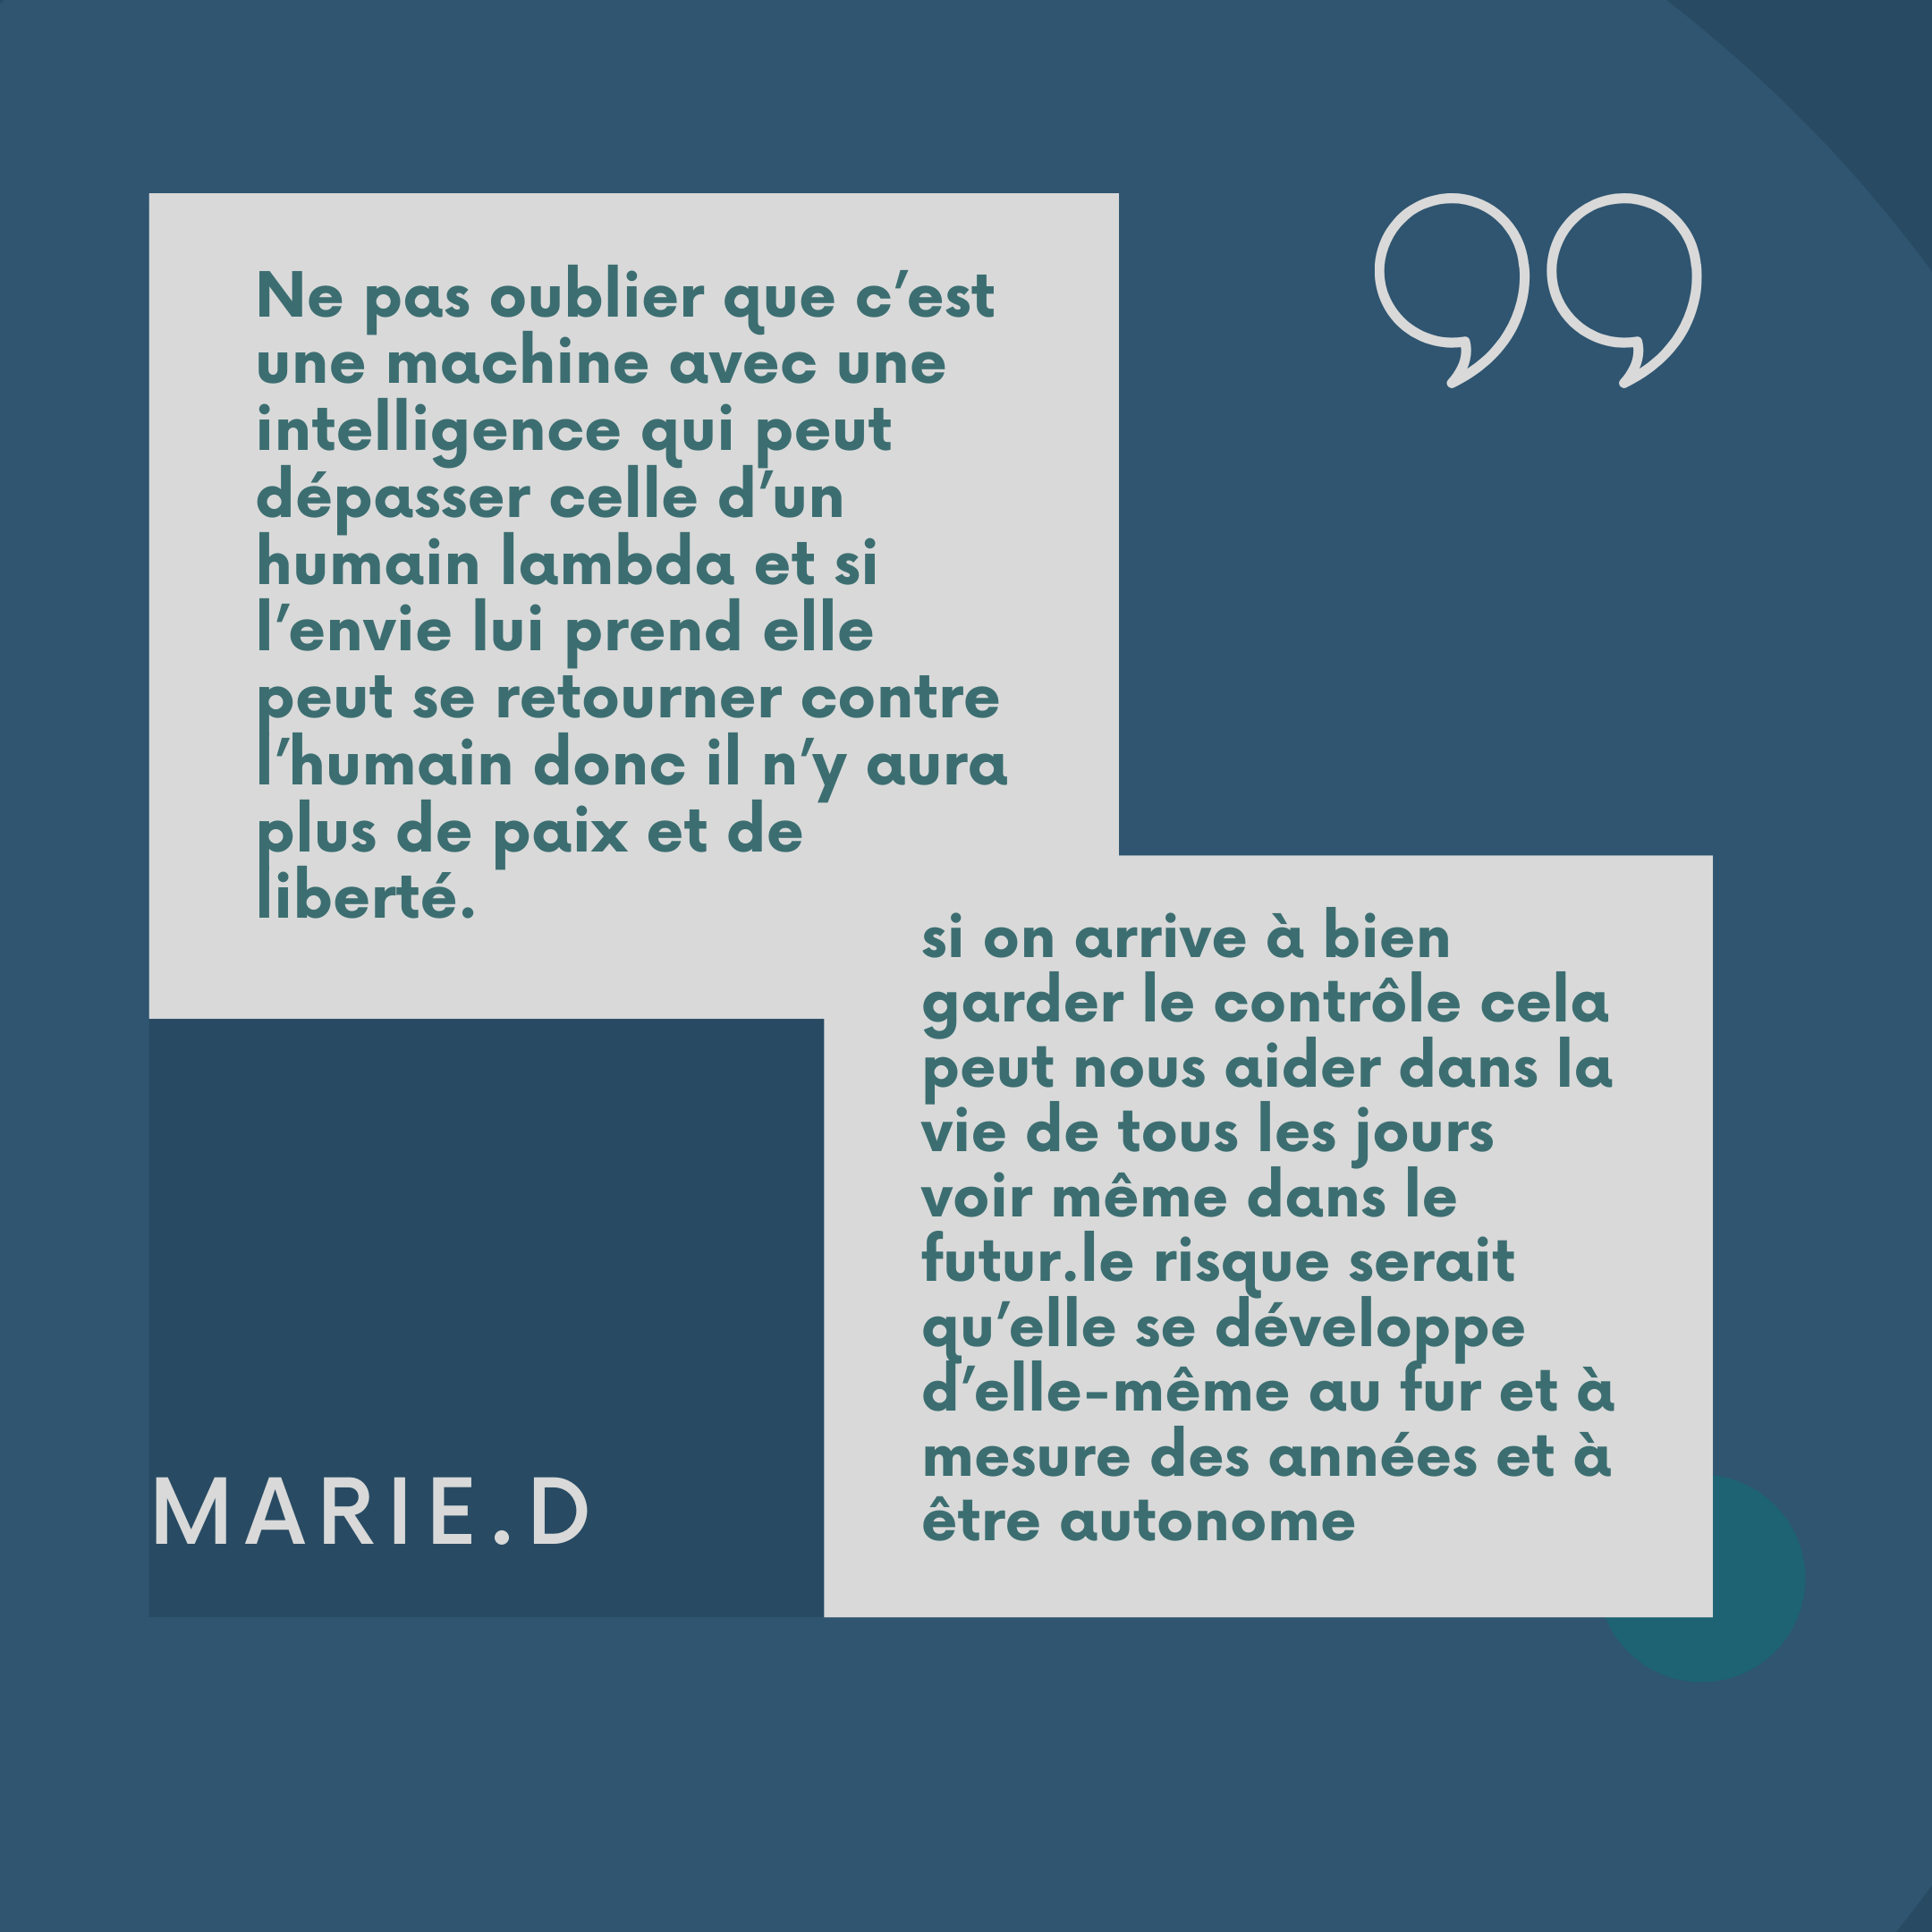 Ne pas oublier que c'est
une machine avec une
intelligence qui peut
dépasser celle d'un
humain lambda et si
l'envie lui prend elle
peut se retourner contre
l'humain donc il n'y aura
plus de paix et de
liberté.
si on arrive à bien
garder le contrôle cela
peut nous aider dans la
vie de tous les jours
voir même dans le
futur.le risque serait
qu'elle se développe
d'elle-même au fur et à
mesure des années et à
être autonome
MARIE.D